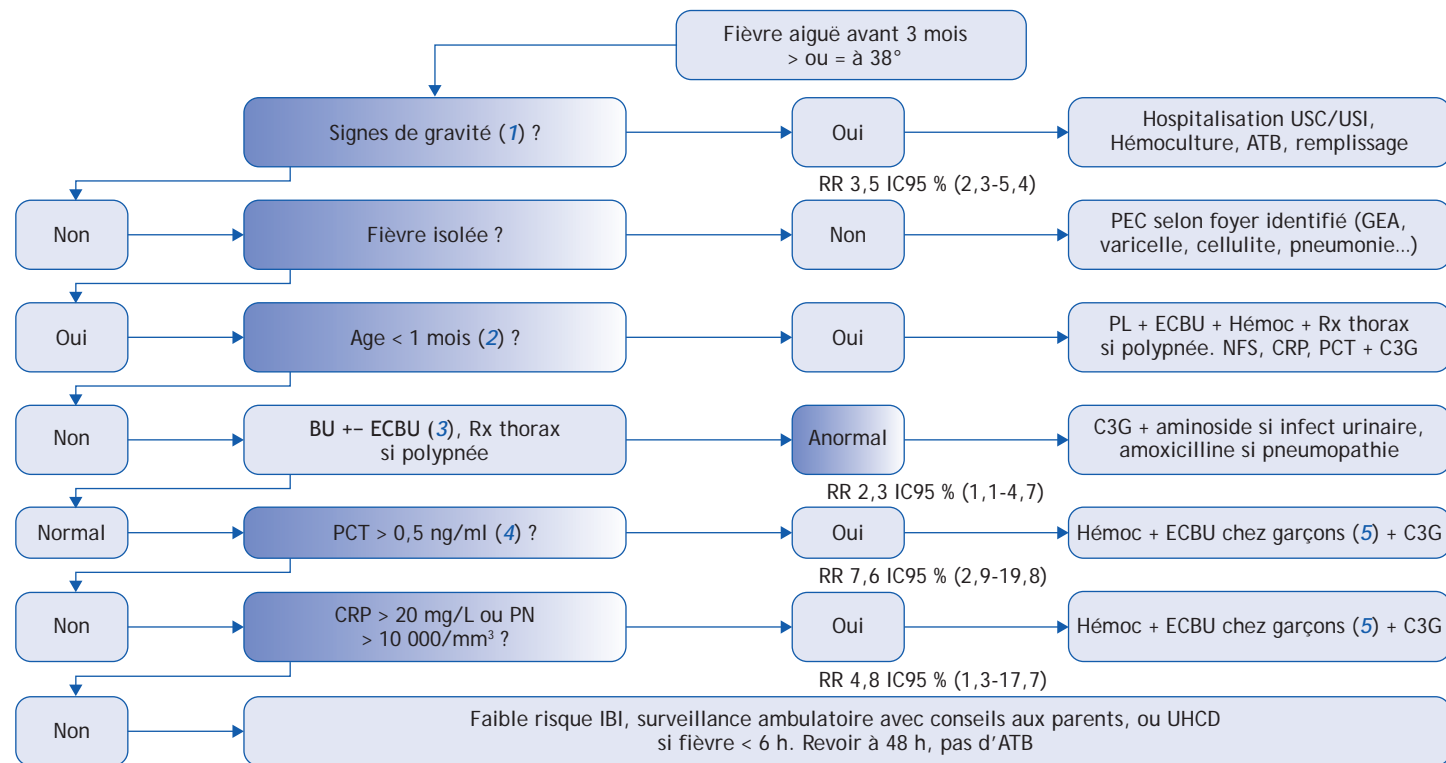 Fièvre aiguë avant 3 mois
> ou = à 38°
Signes de gravité (1) ?
Oui
Hospitalisation USC/USI,
Hémoculture, ATB, remplissage
RR 3,5 IC95 % (2,3-5,4)
Non
Fièvre isolée ?
Non
PEC selon foyer identifié (GEA,
varicelle, cellulite, pneumonie...)
Oui
Age < 1 mois (2) ?
Oui
PL + ECBU + Hémoc + Rx thorax
si polypnée. NFS, CRP, PCT + C3G
Non
BU +– ECBU (3), Rx thorax
si polypnée
Anormal
C3G + aminoside si infect urinaire,
amoxicilline si pneumopathie
RR 2,3 IC95 % (1,1-4,7)
Normal
PCT > 0,5 ng/ml (4) ?
Oui
Hémoc + ECBU chez garçons (5) + C3G
RR 7,6 IC95 % (2,9-19,8)
Non
CRP > 20 mg/L ou PN
> 10 000/mm³ ?
Oui
Hémoc + ECBU chez garçons (5) + C3G
RR 4,8 IC95 % (1,3-17,7)
Non
Faible risque IBI, surveillance ambulatoire avec conseils aux parents, ou UHCD
si fièvre < 6 h. Revoir à 48 h, pas d'ATB